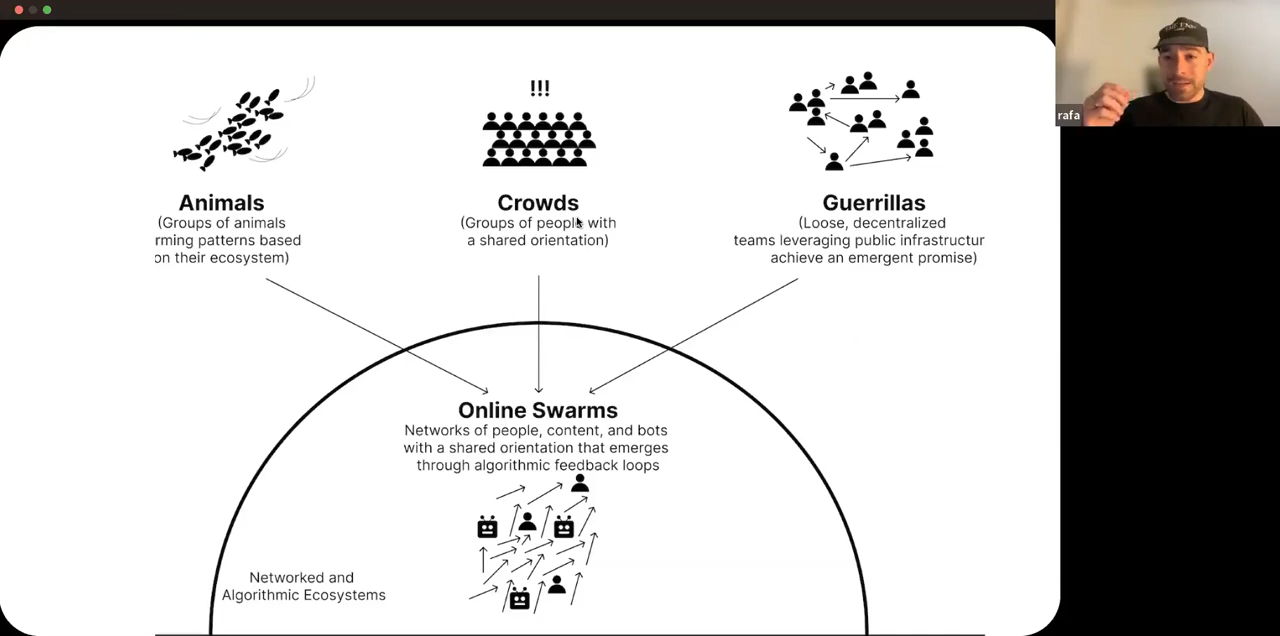 !!!
Animals
(Groups of animals
rming patterns based
on their ecosystem)
Crowds
(Groups of people with
a shared orientation)
Guerrillas
(Loose, decentralized
teams leveraging public infrastructur
achieve an emergent promise)
Online Swarms
Networks of people, content, and bots
with a shared orientation that emerges
through algorithmic feedback loops
Networked and
Algorithmic Ecosystems
rafa